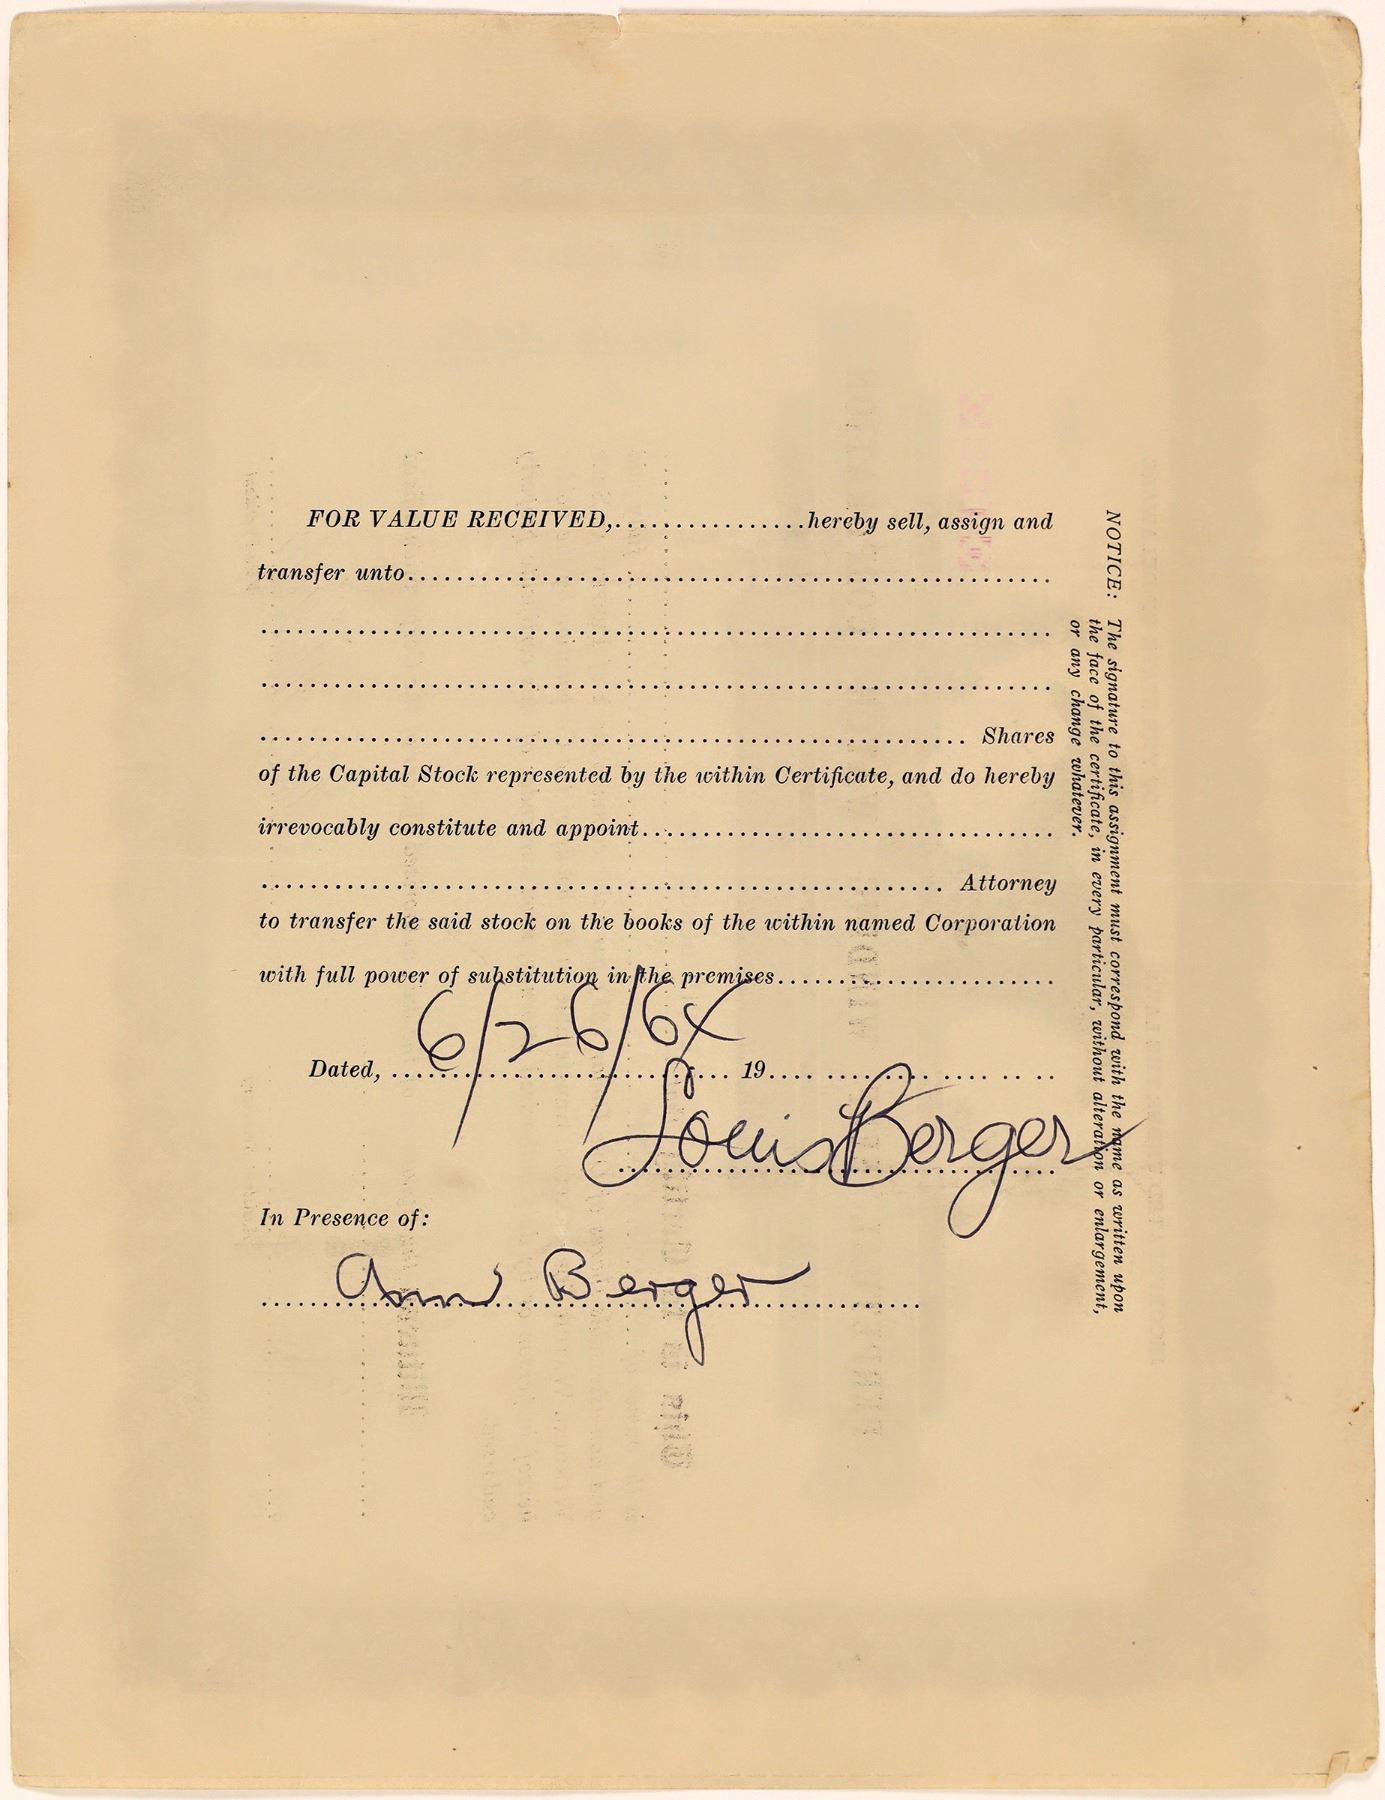 FOR VALUE RECEIVED,................hereby sell, assign and
transfer unto......................................................
..................................................................
..................................................................
........................................................... Shares
of the Capital Stock represented by the within Certificate, and do hereby
irrevocably constitute and appoint...................................
......................................................... Attorney
to transfer the said stock on the books of the within named Corporation
with full power of substitution in the premises.......................
6/26/64
Dated, ............................ 19.... ......... .... .. ..
Louis Berger
In Presence of:
Ann Berger
NOTICE: The signature to this assignment must correspond with the name as written upon
the face of the certificate, in every particular, without alteration or enlargement,
or any change whatever.